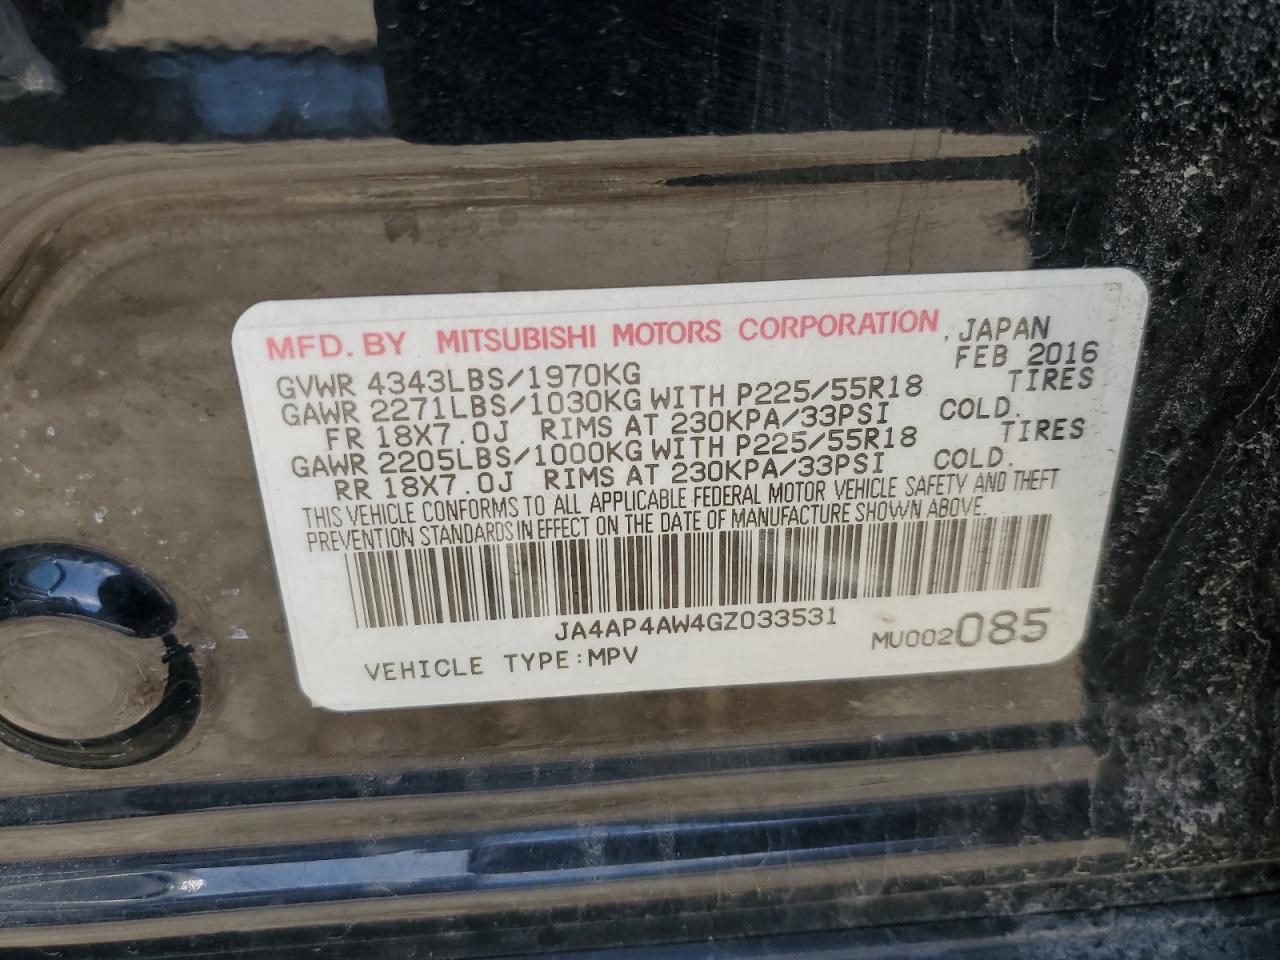 MFD. BY MITSUBISHI MOTORS CORPORATION, JAPAN
FEB 2016
GVWR 4343LBS/1970KG
GAWR 2271LBS/1030KG WITH P225/55R18 TIRES
FR 18X7.0J RIMS AT 230KPA/33PSI COLD.
GAWR 2205LBS/1000KG WITH P225/55R18 TIRES
RR 18X7.0J RIMS AT 230KPA/33PSI COLD.
THIS VEHICLE CONFORMS TO ALL APPLICABLE FEDERAL MOTOR VEHICLE SAFETY AND THEFT
PREVENTION STANDARDS IN EFFECT ON THE DATE OF MANUFACTURE SHOWN ABOVE.
JA4AP4AW4GZ033531
VEHICLE TYPE:MPV MU002085